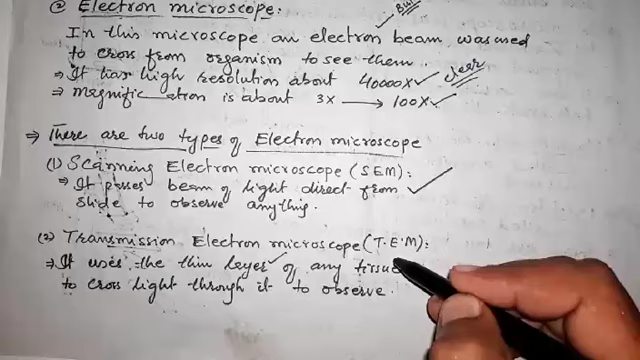 ② Electron microscope:
In this microscope an electron beam was used
to cross from organism to see them.
⇒ It has high resolution about 40000X ✓ clear
⇒ Magnification is about 3X → 100X ✓
⇒ There are two types of Electron microscope
(1) Scanning Electron microscope (SEM):
⇒ It passes beam of light direct from
slide to observe anything.
(2) Transmission Electron microscope (T.E.M):
⇒ It uses the thin layer of any tissue
to cross light through it to observe.